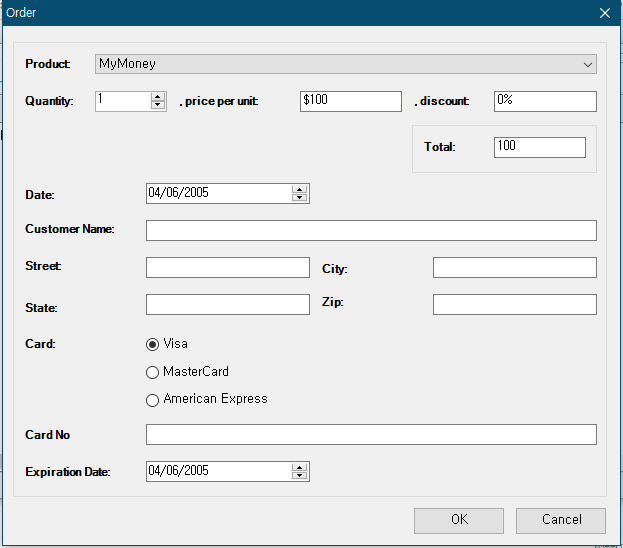 Order
Product: MyMoney
Quantity: 1 , price per unit: $100 , discount: 0%
Total: 100
Date: 04/06/2005
Customer Name:
Street: City:
State: Zip:
Card: Visa
MasterCard
American Express
Card No
Expiration Date: 04/06/2005
OK Cancel